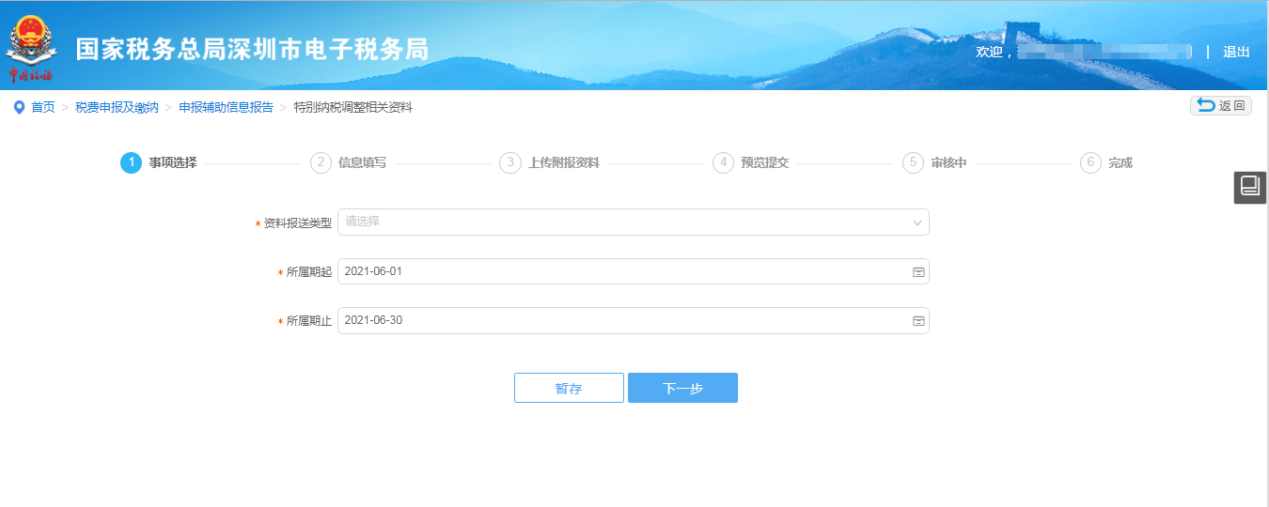 国家税务总局深圳市电子税务局
中国税务
欢迎， | 退出
首页 > 税费申报及缴纳 > 申报辅助信息报告 > 特别纳税调整相关资料
返回
1 事项选择 2 信息填写 3 上传附报资料 4 预览提交 5 审核中 6 完成
* 资料报送类型 请选择
* 所属期起 2021-06-01
* 所属期止 2021-06-30
暂存 下一步